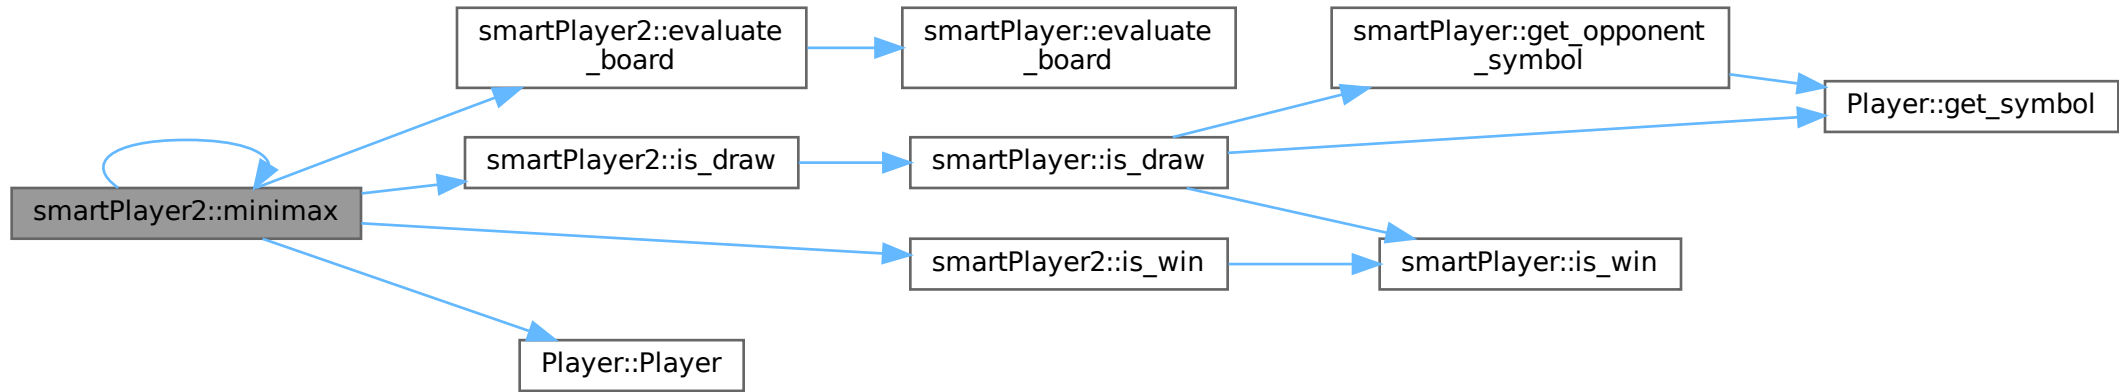 smartPlayer2::minimax
smartPlayer2::evaluate
_board
smartPlayer::evaluate
_board
smartPlayer2::is_draw
smartPlayer::is_draw
smartPlayer::get_opponent
_symbol
Player::get_symbol
smartPlayer2::is_win
smartPlayer::is_win
Player::Player